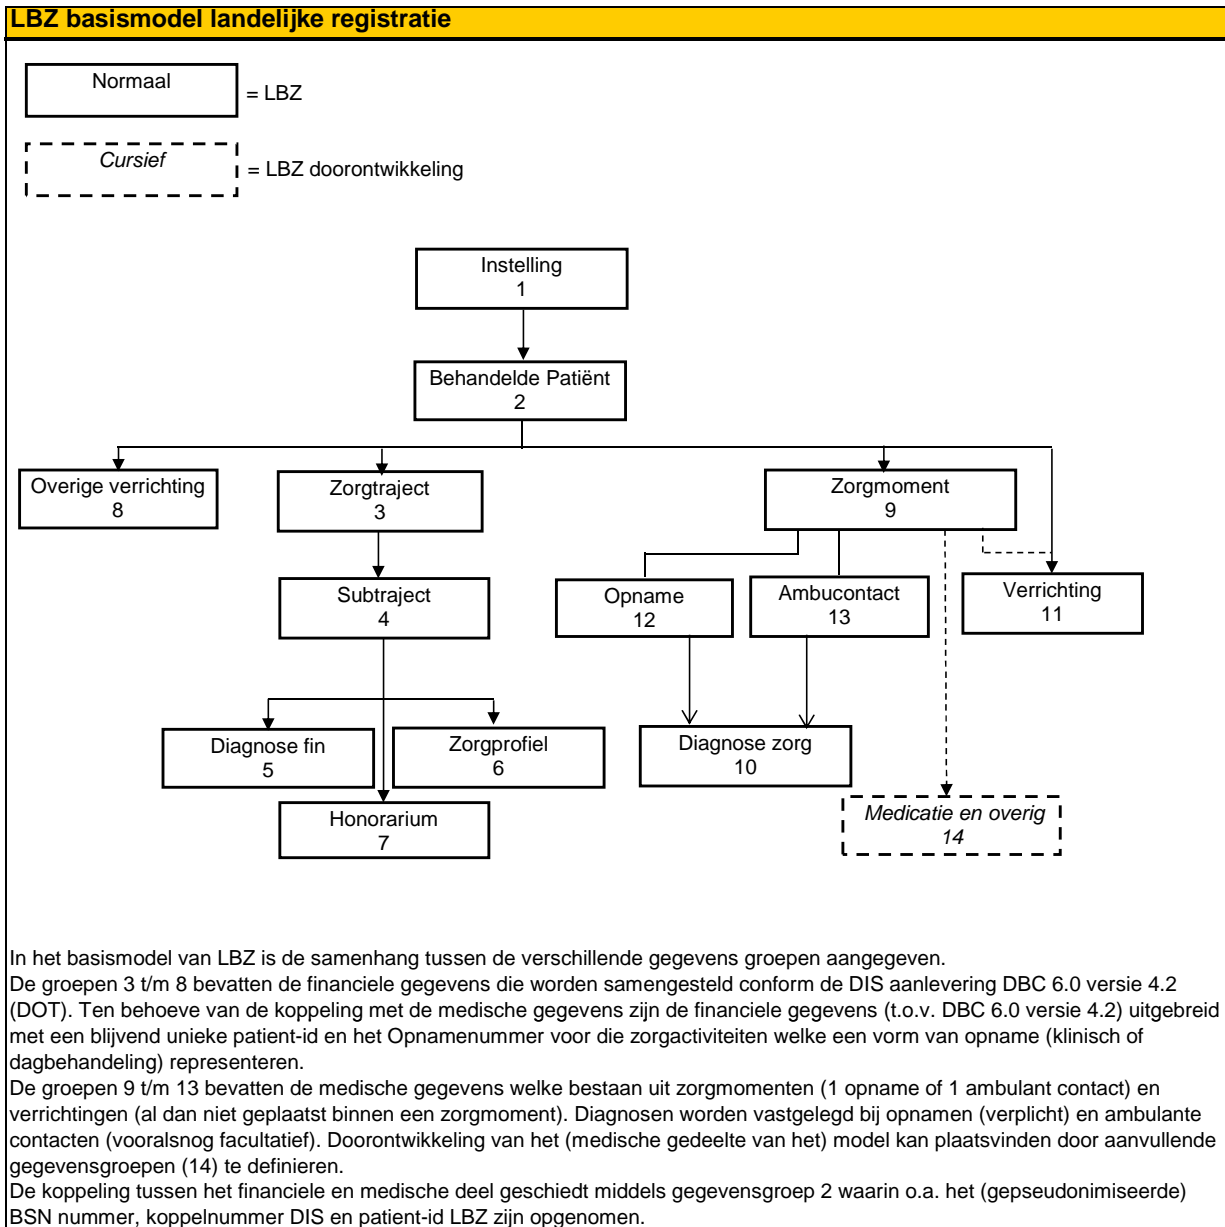 LBZ basismodel landelijke registratie
Normaal
= LBZ
Cursief
= LBZ doorontwikkeling
Instelling
1
Behandelde Patiënt
2
Overige verrichting
8
Zorgtraject
3
Zorgmoment
9
Subtraject
4
Opname
12
Ambucontact
13
Verrichting
11
Diagnose fin
5
Zorgprofiel
6
Diagnose zorg
10
Honorarium
7
Medicatie en overig
14
In het basismodel van LBZ is de samenhang tussen de verschillende gegevens groepen aangegeven.
De groepen 3 t/m 8 bevatten de financiele gegevens die worden samengesteld conform de DIS aanlevering DBC 6.0 versie 4.2
(DOT). Ten behoeve van de koppeling met de medische gegevens zijn de financiele gegevens (t.o.v. DBC 6.0 versie 4.2) uitgebreid
met een blijvend unieke patient-id en het Opnamenummer voor die zorgactiviteiten welke een vorm van opname (klinisch of
dagbehandeling) representeren.
De groepen 9 t/m 13 bevatten de medische gegevens welke bestaan uit zorgmomenten (1 opname of 1 ambulant contact) en
verrichtingen (al dan niet geplaatst binnen een zorgmoment). Diagnosen worden vastgelegd bij opnamen (verplicht) en ambulante
contacten (vooralsnog facultatief). Doorontwikkeling van het (medische gedeelte van het) model kan plaatsvinden door aanvullende
gegevensgroepen (14) te definieren.
De koppeling tussen het financiele en medische deel geschiedt middels gegevensgroep 2 waarin o.a. het (gepseudonimiseerde)
BSN nummer, koppelnummer DIS en patient-id LBZ zijn opgenomen.